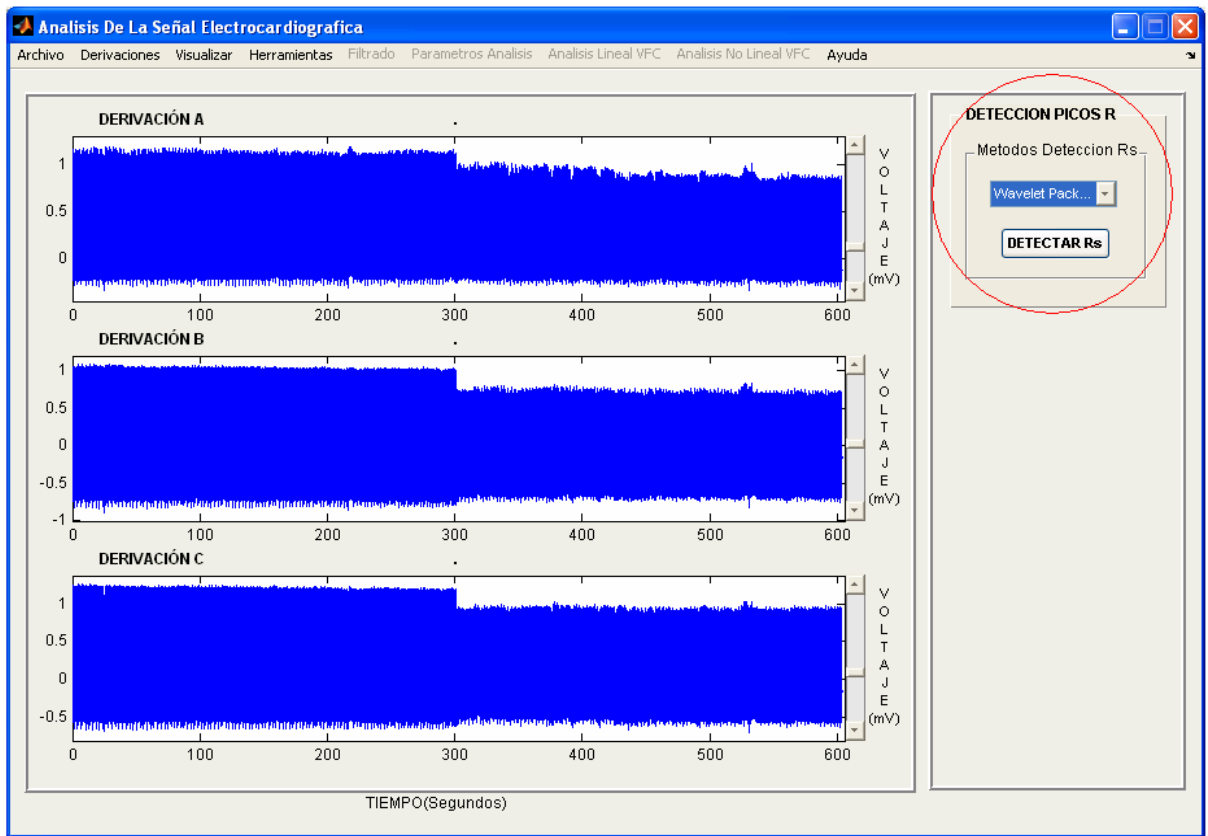 Analisis De La Señal Electrocardiografica
Archivo Derivaciones Visualizar Herramientas Filtrado Parametros Analisis Analisis Lineal VFC Analisis No Lineal VFC Ayuda
DERIVACIÓN A .
1
0.5
0
0 100 200 300 400 500 600
VOLTAJE
(mV)
DERIVACIÓN B .
1
0.5
0
-0.5
-1
0 100 200 300 400 500 600
VOLTAJE
(mV)
DERIVACIÓN C .
1
0.5
0
-0.5
0 100 200 300 400 500 600
VOLTAJE
(mV)
TIEMPO(Segundos)
DETECCION PICOS R
Metodos Deteccion Rs
Wavelet Pack...
DETECTAR Rs